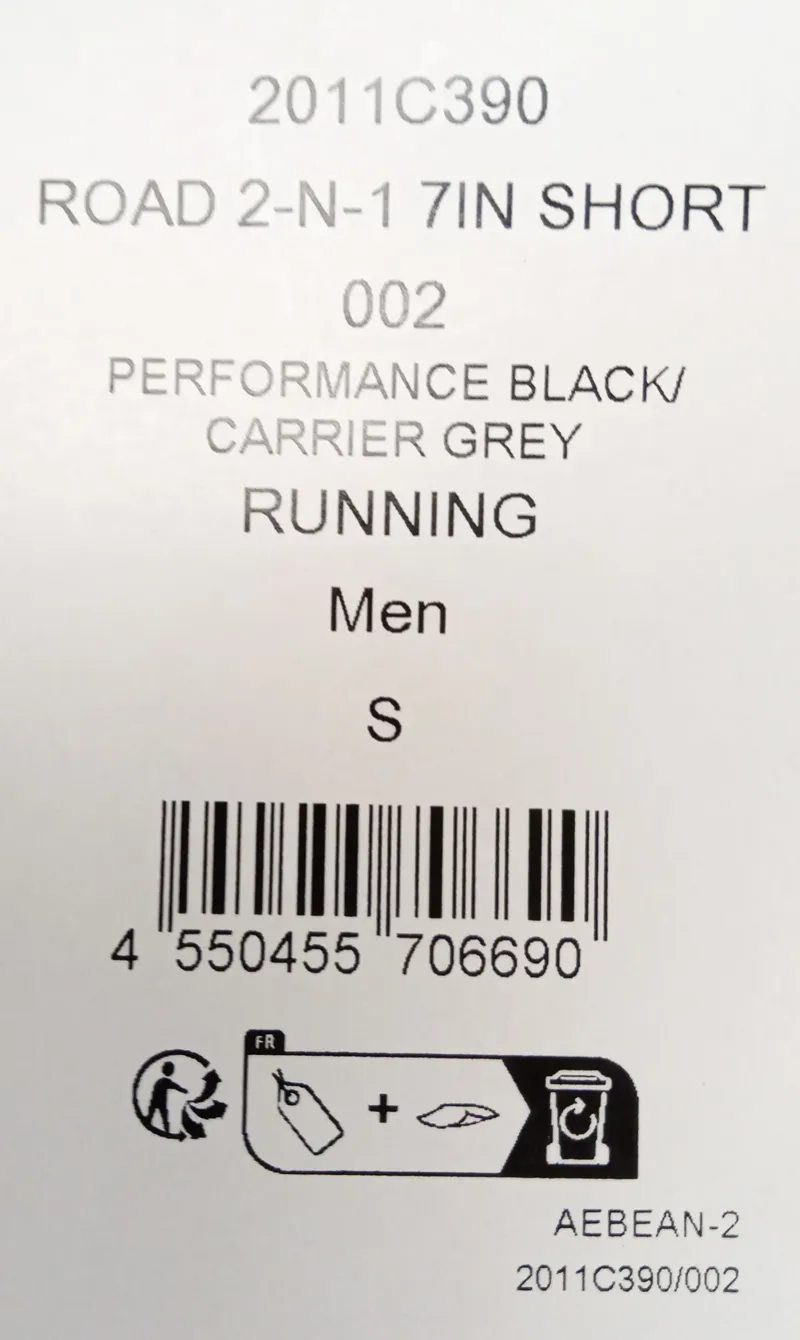 2011C390
ROAD 2-N-1 7IN SHORT
002
PERFORMANCE BLACK/
CARRIER GREY
RUNNING
Men
S
4 550455 706690
FR
AEBEAN-2
2011C390/002